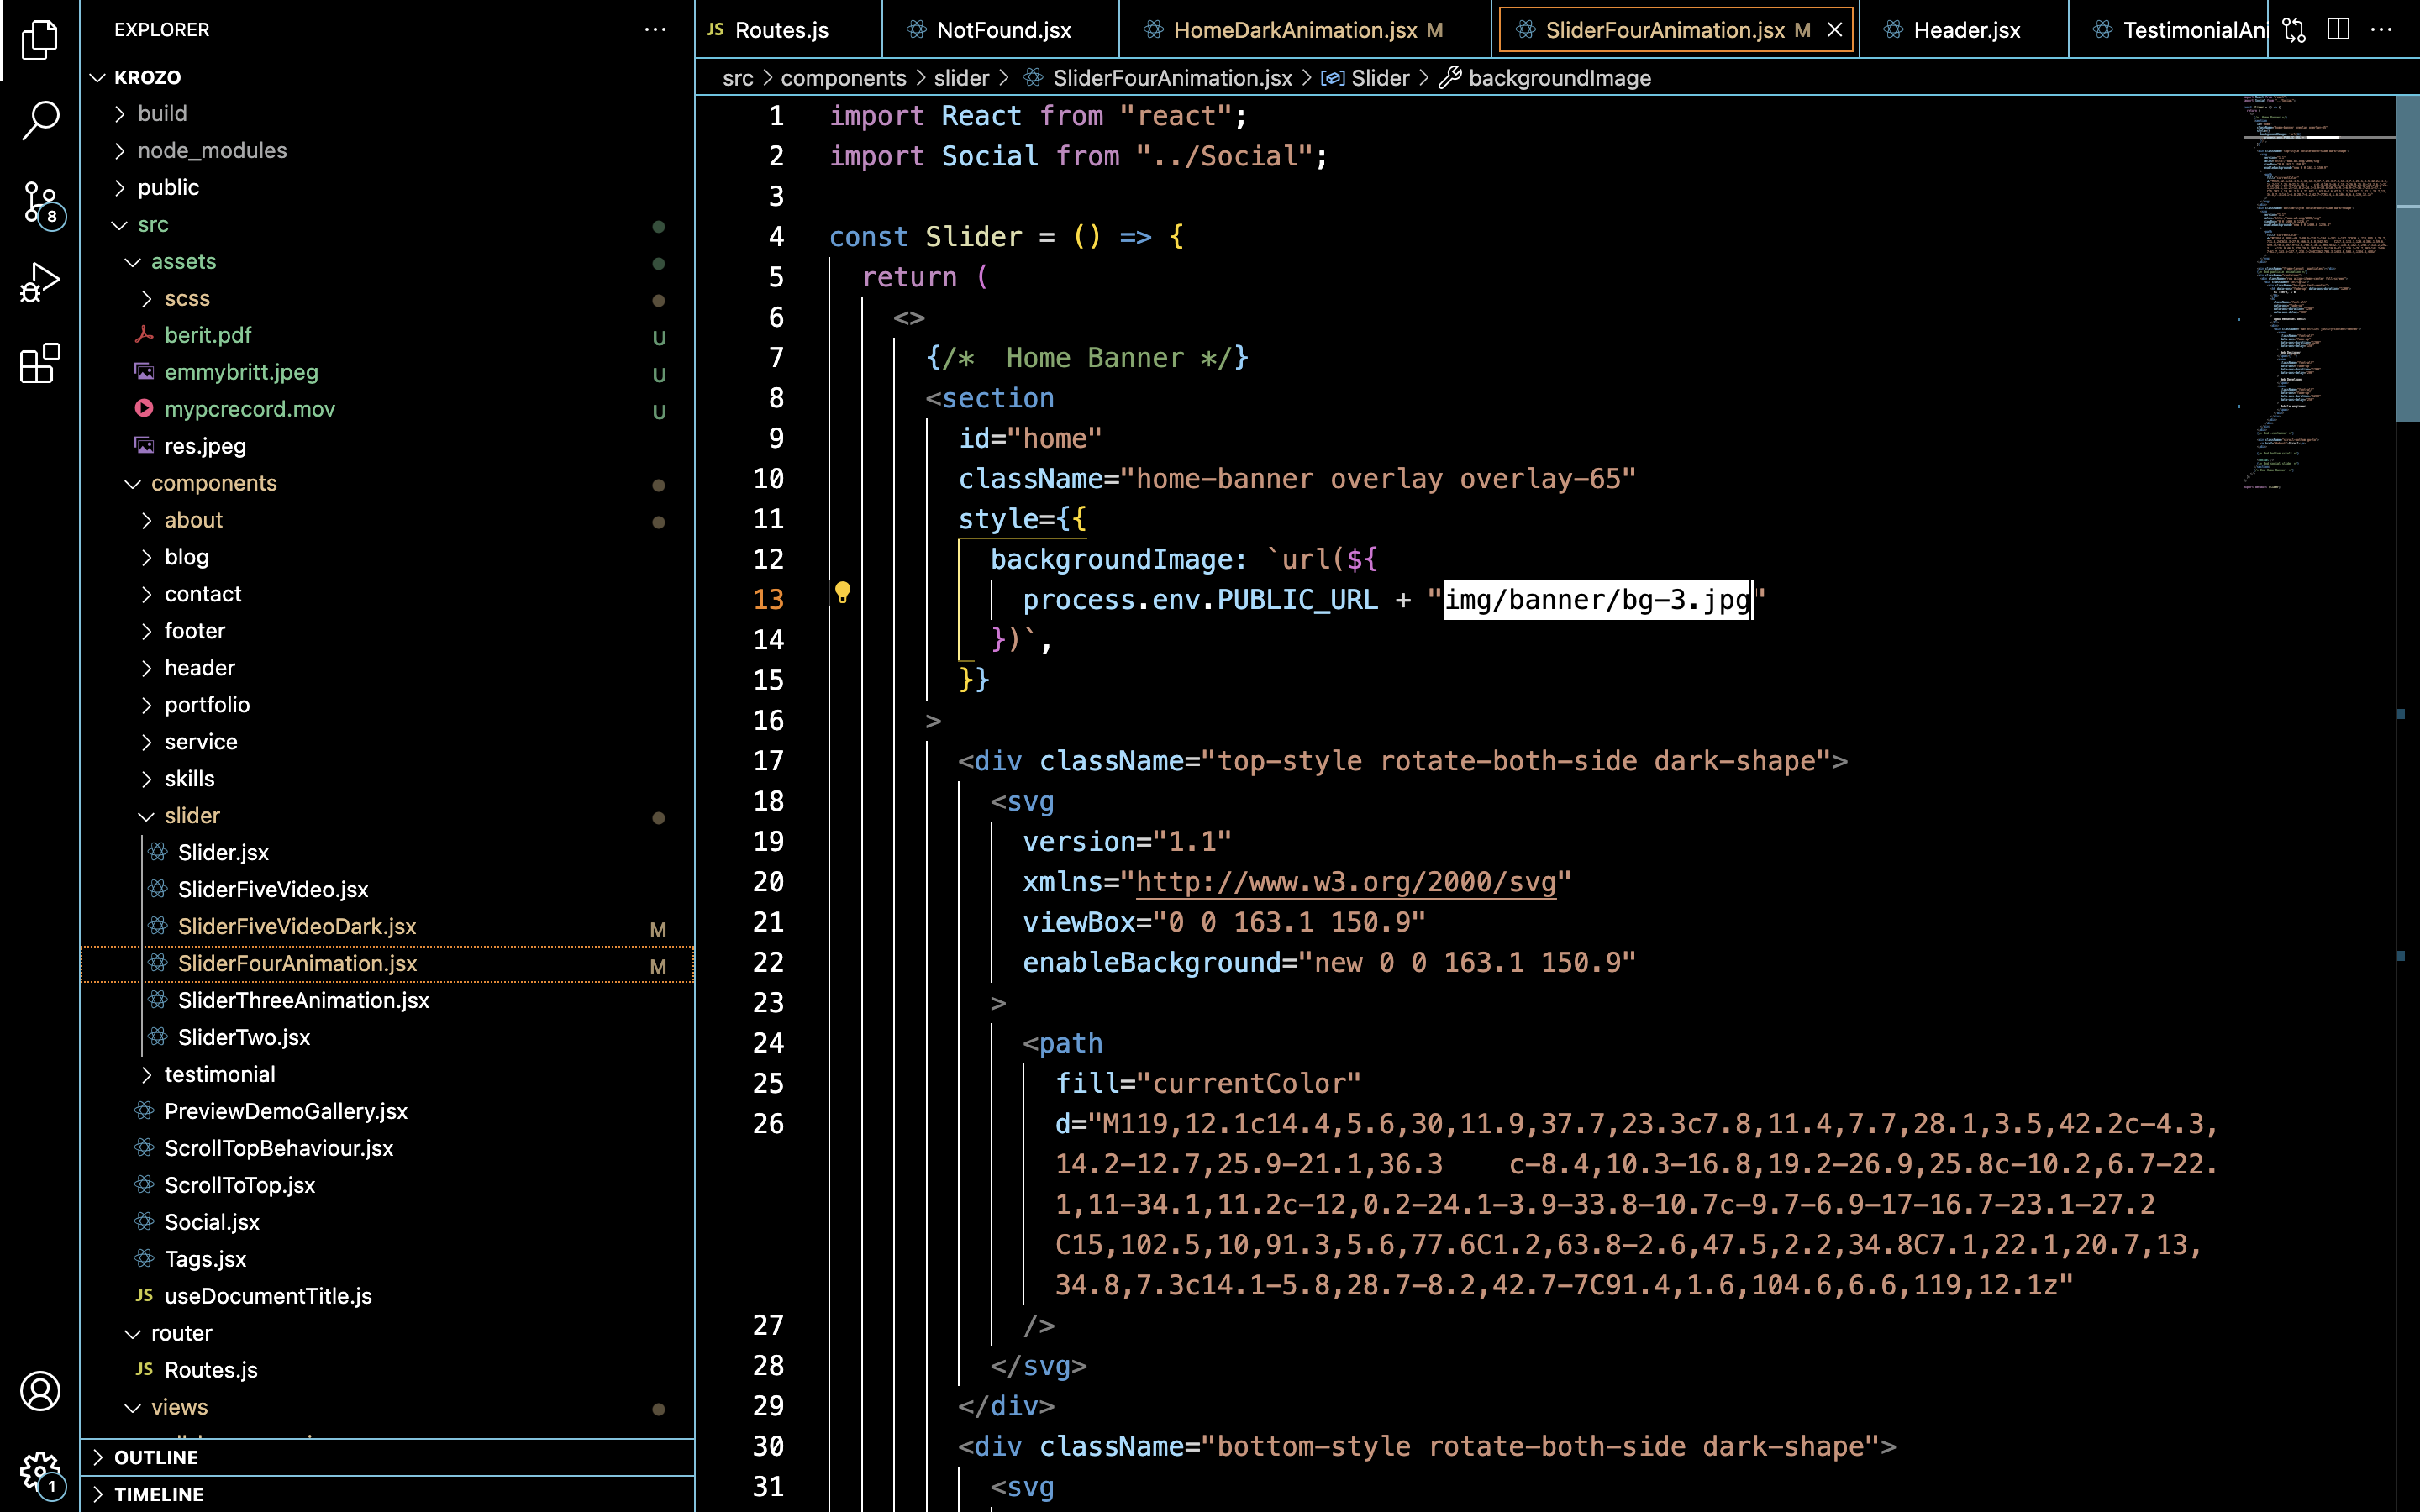 EXPLORER
KROZO
build
node_modules
public
src
assets
scss
berit.pdf U
emmybritt.jpeg U
mypcrecord.mov U
res.jpeg
components
about
blog
contact
footer
header
portfolio
service
skills
slider
Slider.jsx
SliderFiveVideo.jsx
SliderFiveVideoDark.jsx M
SliderFourAnimation.jsx M
SliderThreeAnimation.jsx
SliderTwo.jsx
testimonial
PreviewDemoGallery.jsx
ScrollTopBehaviour.jsx
ScrollToTop.jsx
Social.jsx
Tags.jsx
JS useDocumentTitle.js
router
JS Routes.js
views
OUTLINE
TIMELINE
8
1
JS Routes.js NotFound.jsx HomeDarkAnimation.jsx M SliderFourAnimation.jsx M Header.jsx TestimonialAni
src > components > slider > SliderFourAnimation.jsx > Slider > backgroundImage
1 import React from "react";
2 import Social from "../Social";
3
4 const Slider = () => {
5 return (
6 <>
7 {/*  Home Banner */}
8 <section
9 id="home"
10 className="home-banner overlay overlay-65"
11 style={{
12 backgroundImage: `url(${
13 process.env.PUBLIC_URL + "img/banner/bg-3.jpg"
14 })`,
15 }}
16 >
17 <div className="top-style rotate-both-side dark-shape">
18 <svg
19 version="1.1"
20 xmlns="http://www.w3.org/2000/svg"
21 viewBox="0 0 163.1 150.9"
22 enableBackground="new 0 0 163.1 150.9"
23 >
24 <path
25 fill="currentColor"
26 d="M119,12.1c14.4,5.6,30,11.9,37.7,23.3c7.8,11.4,7.7,28.1,3.5,42.2c-4.3,
14.2-12.7,25.9-21.1,36.3    c-8.4,10.3-16.8,19.2-26.9,25.8c-10.2,6.7-22.
1,11-34.1,11.2c-12,0.2-24.1-3.9-33.8-10.7c-9.7-6.9-17-16.7-23.1-27.2
C15,102.5,10,91.3,5.6,77.6C1.2,63.8-2.6,47.5,2.2,34.8C7.1,22.1,20.7,13,
34.8,7.3c14.1-5.8,28.7-8.2,42.7-7C91.4,1.6,104.6,6.6,119,12.1z"
27 />
28 </svg>
29 </div>
30 <div className="bottom-style rotate-both-side dark-shape">
31 <svg